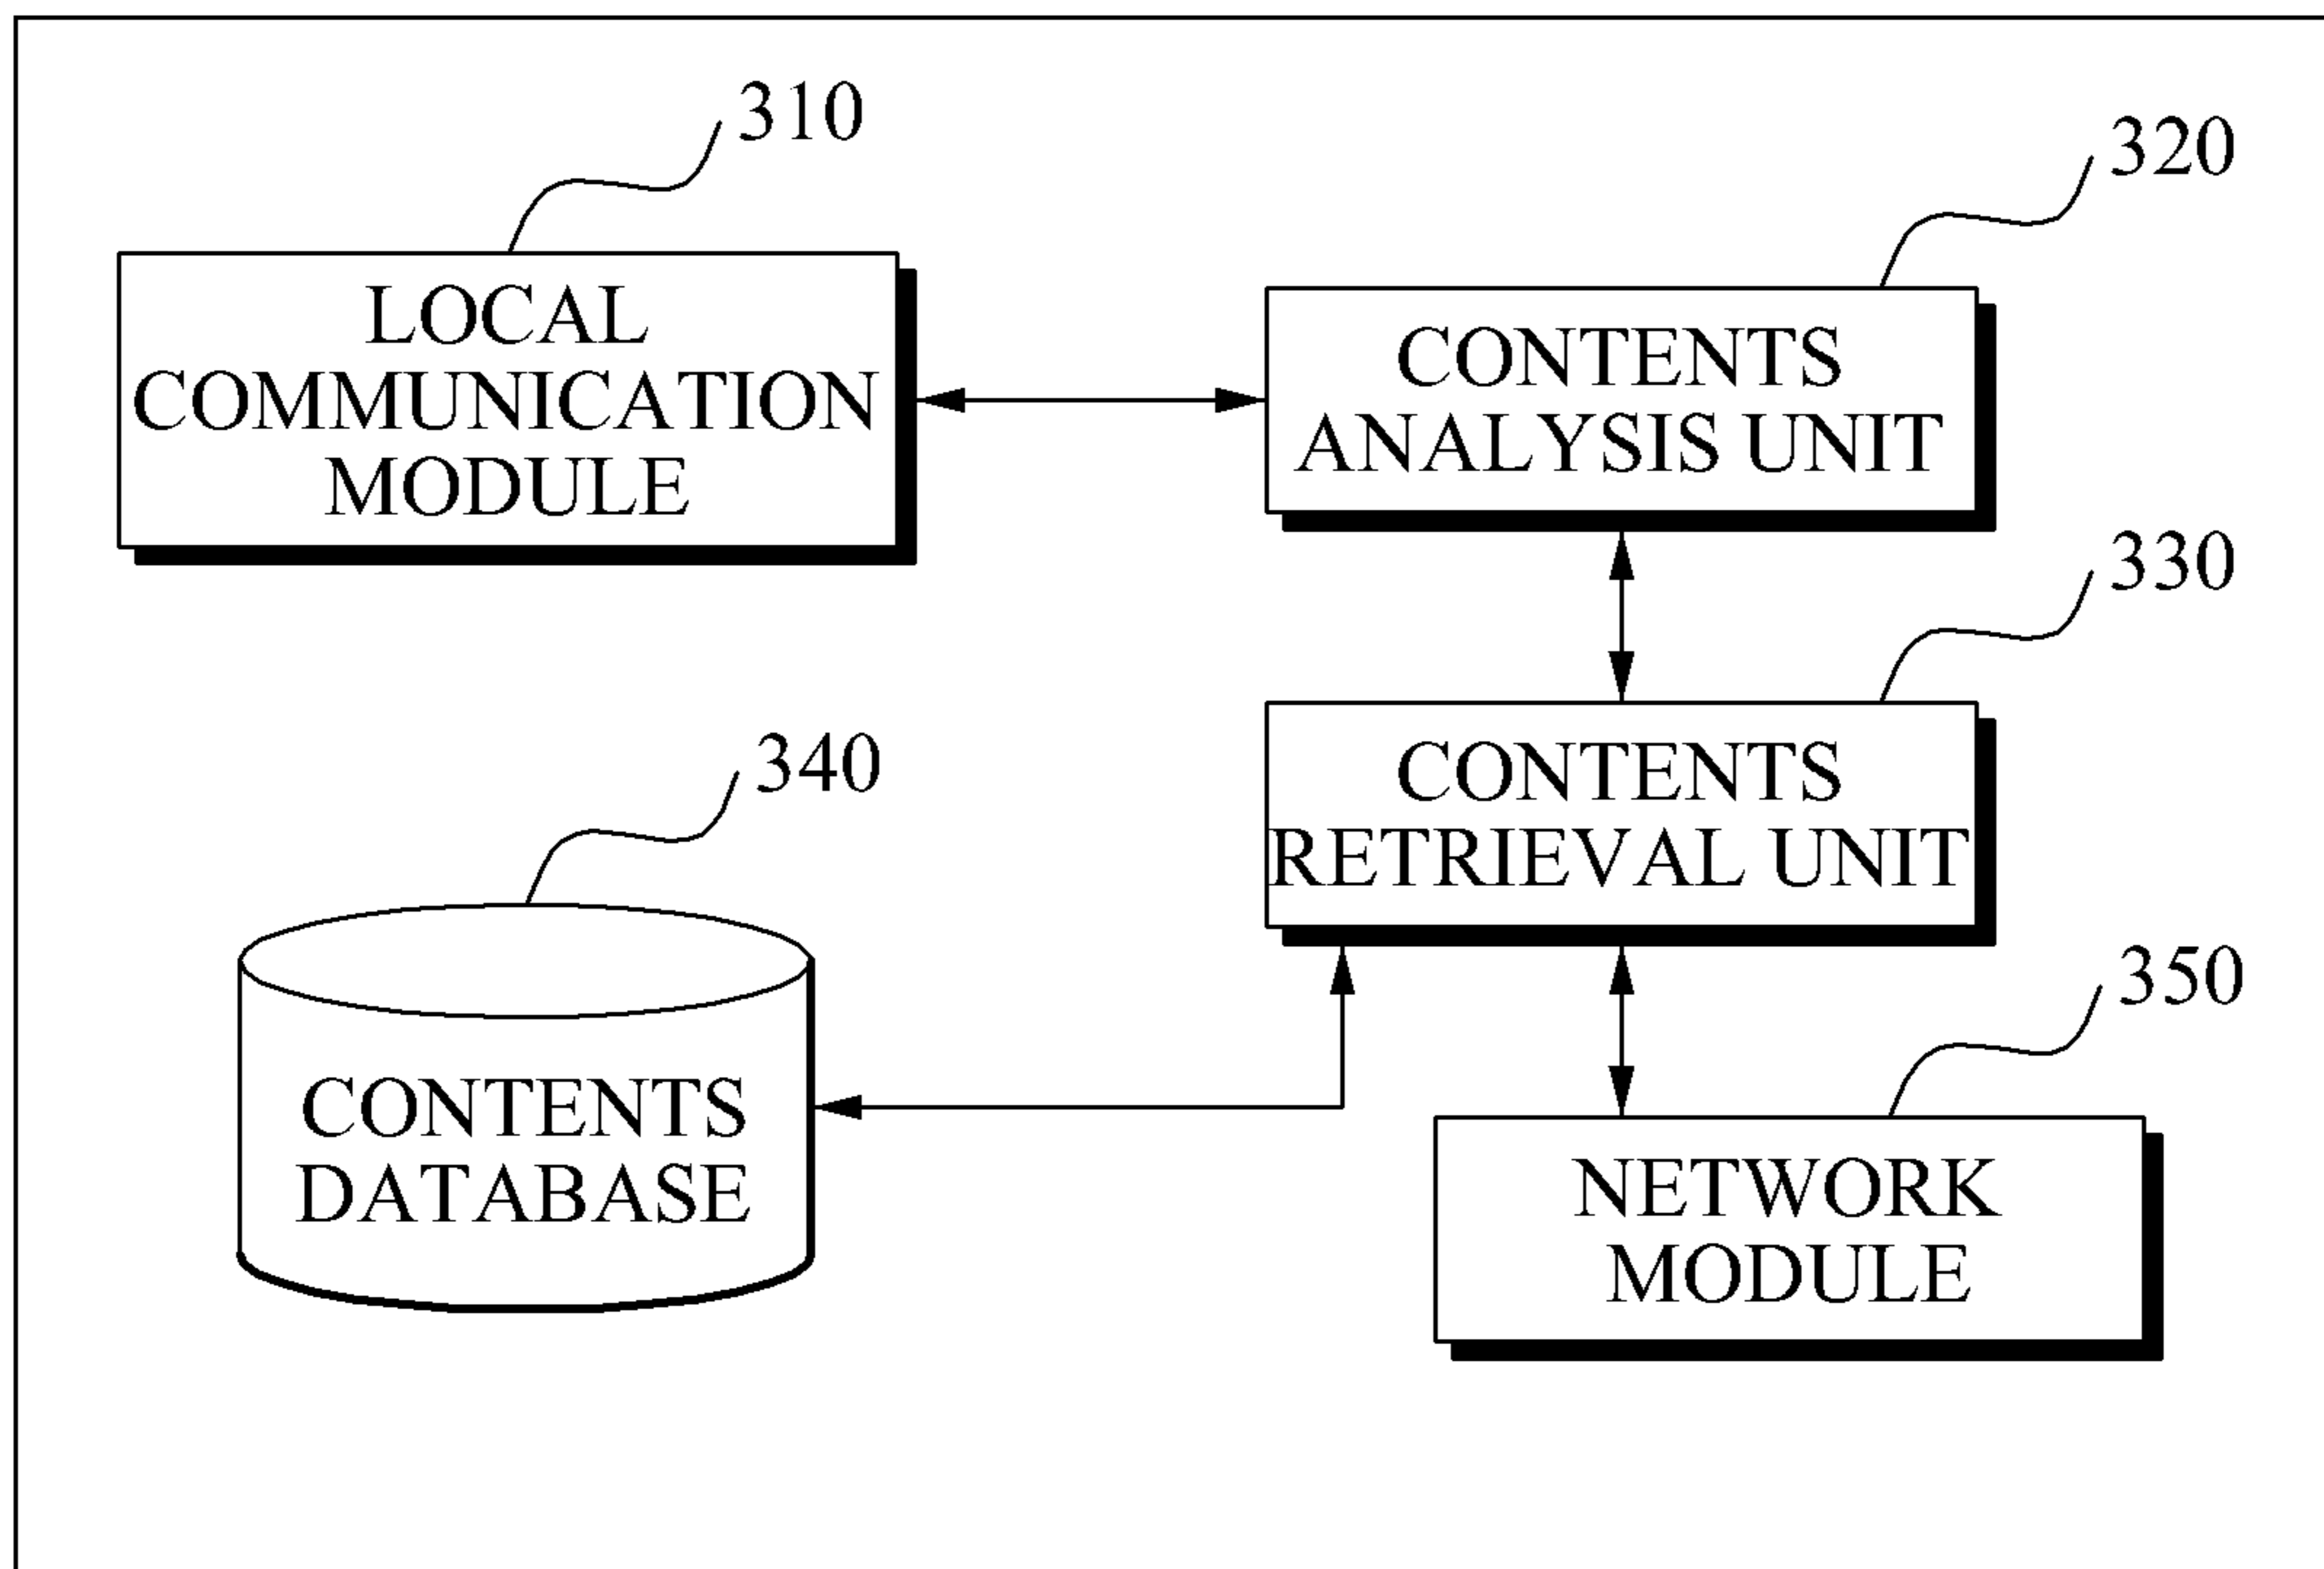 310
LOCAL
COMMUNICATION
MODULE
320
CONTENTS
ANALYSIS UNIT
330
CONTENTS
RETRIEVAL UNIT
340
CONTENTS
DATABASE
350
NETWORK
MODULE